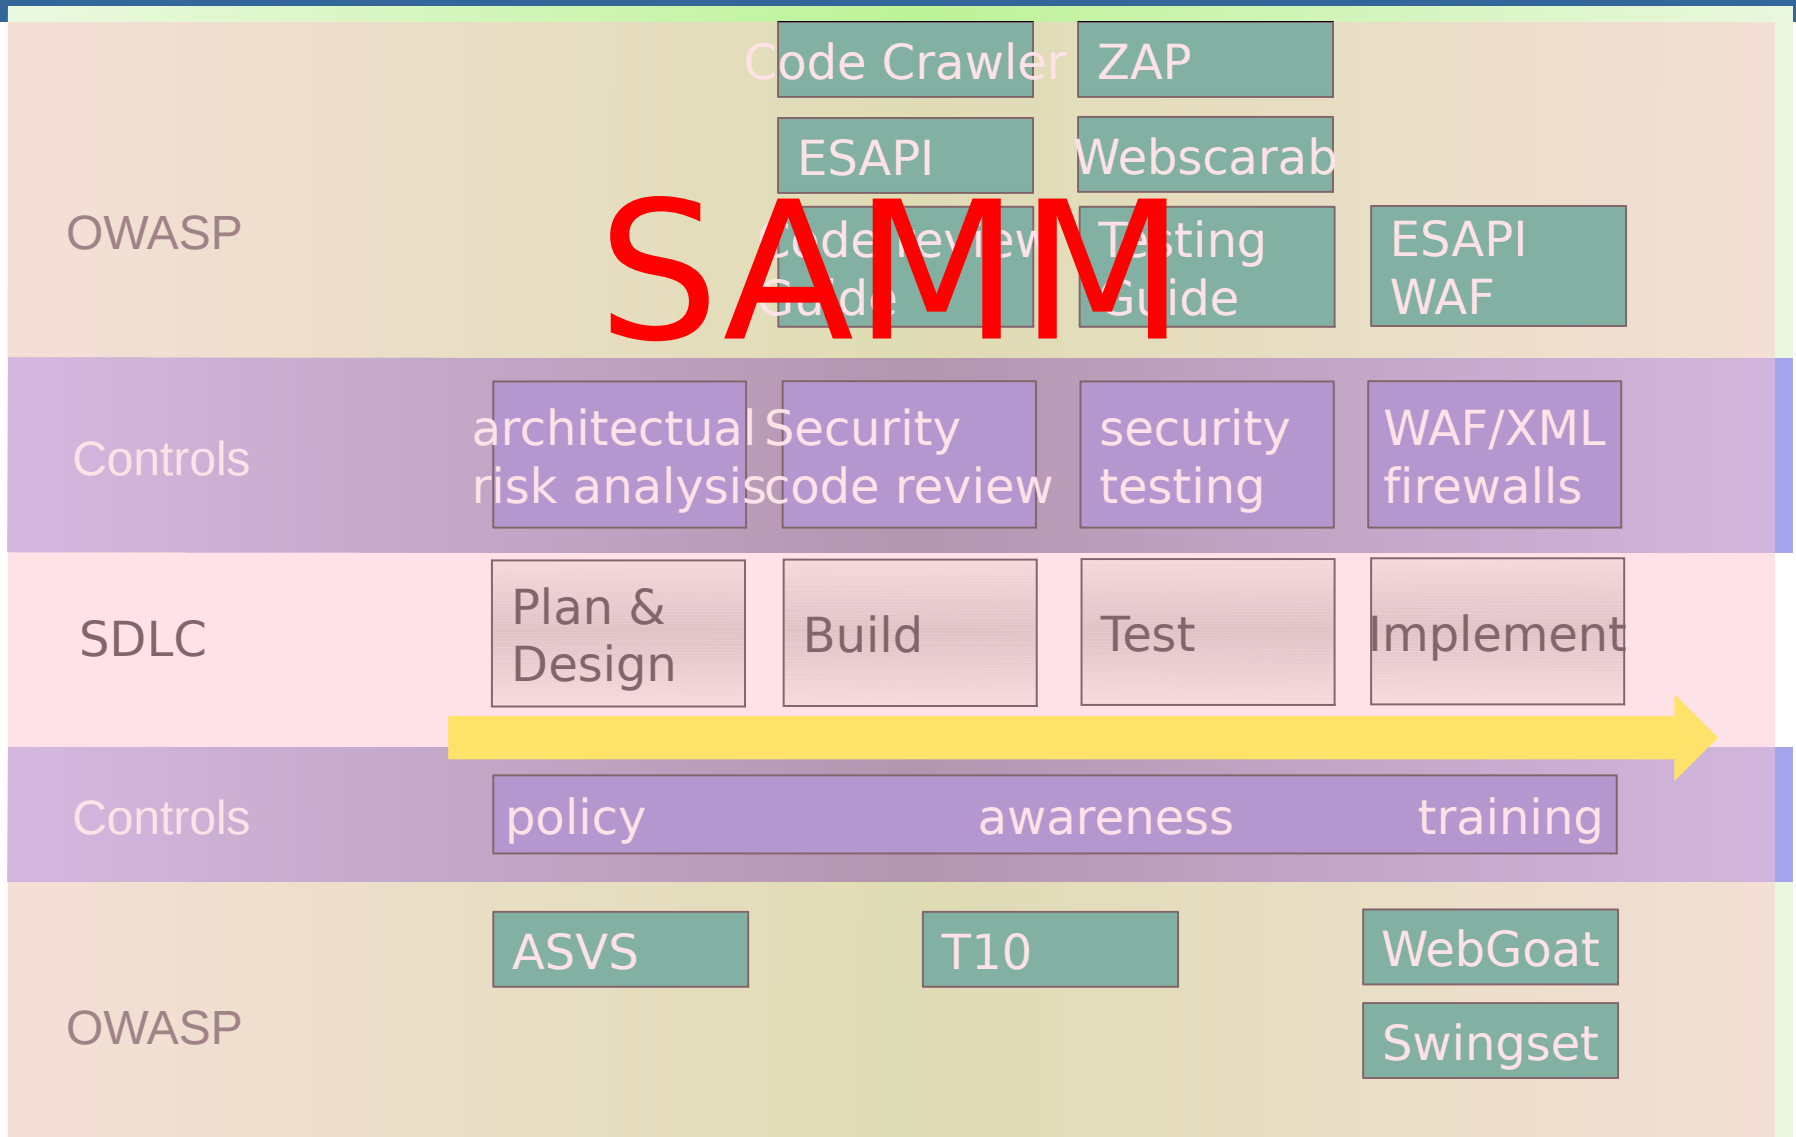 Code Crawler
ZAP
ESAPI
Webscarab
OWASP
SAMM
Code review
Guide
Testing
Guide
ESAPI
WAF
Controls
architectual
risk analysis
Security
code review
security
testing
WAF/XML
firewalls
SDLC
Plan &
Design
Build
Test
Implement
Controls
policy awareness training
ASVS
T10
WebGoat
OWASP
Swingset